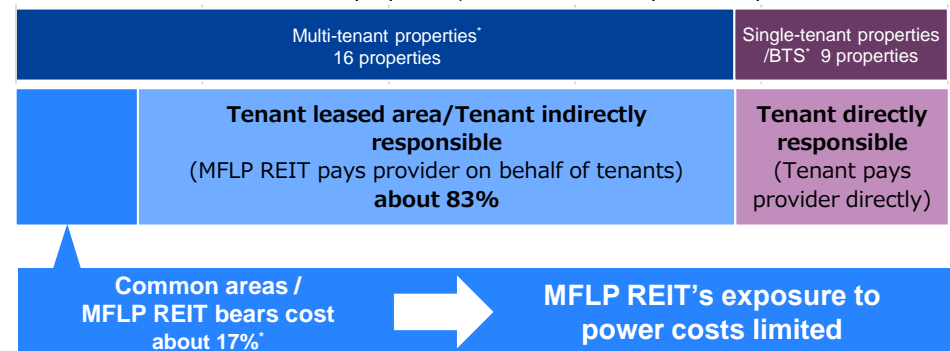 Multi-tenant properties*
16 properties
Single-tenant properties
/BTS* 9 properties
Tenant leased area/Tenant indirectly
responsible
(MFLP REIT pays provider on behalf of tenants)
about 83%
Tenant directly
responsible
(Tenant pays
provider directly)
Common areas /
MFLP REIT bears cost
about 17%*
MFLP REIT’s exposure to
power costs limited